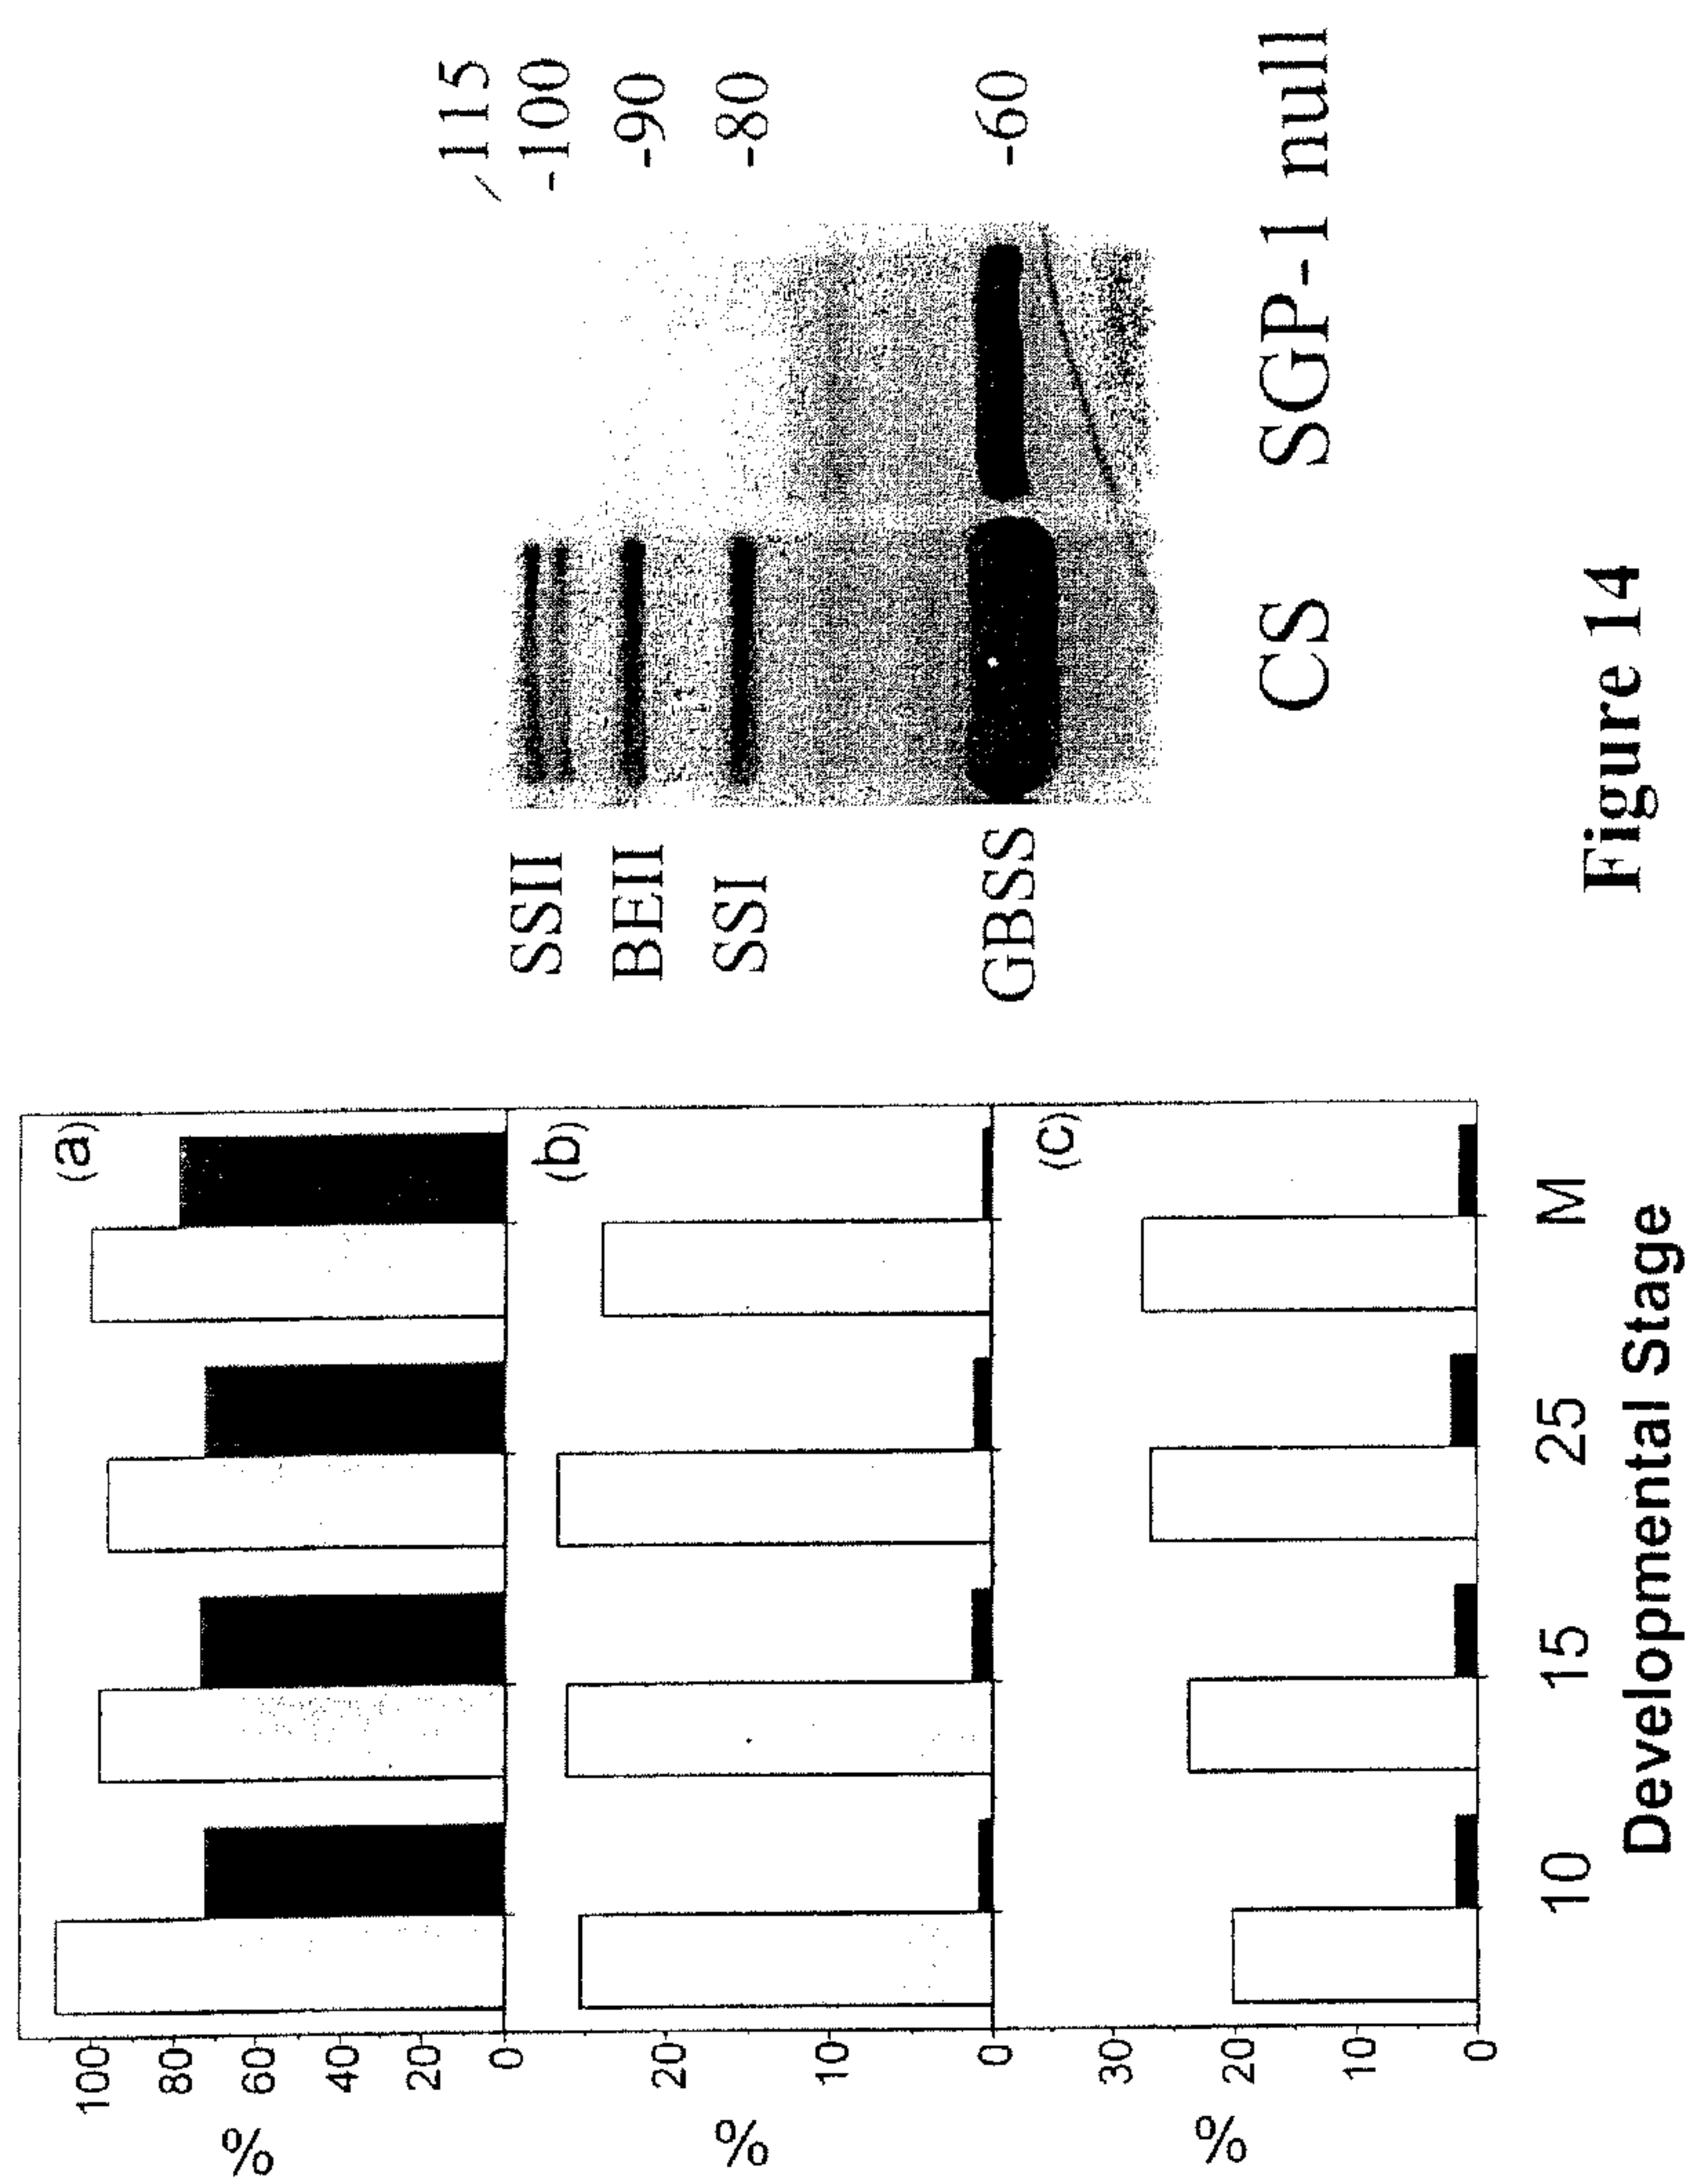 (a)
100
80
60
40
20
0
%
(b)
20
10
0
%
(c)
30
20
10
0
%
10 15 25 M
Developmental Stage
115
SSII -100
BEII -90
SSI -80
GBSS -60
CS SGP-1 null
Figure 14